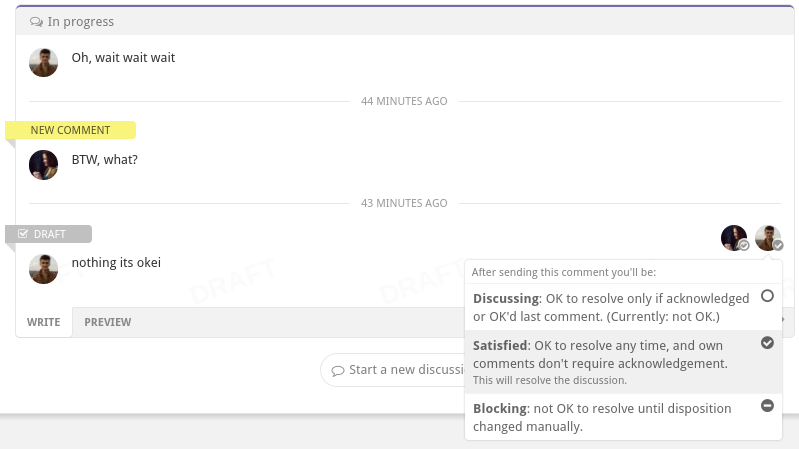 In progress
Oh, wait wait wait
44 MINUTES AGO
NEW COMMENT
BTW, what?
43 MINUTES AGO
DRAFT
nothing its okei
DRAFT
DRAFT
After sending this comment you'll be:
Discussing: OK to resolve only if acknowledged
or OK'd last comment. (Currently: not OK.)
Satisfied: OK to resolve any time, and own
comments don't require acknowledgement.
This will resolve the discussion.
Blocking: not OK to resolve until disposition
changed manually.
WRITE PREVIEW
Start a new discussi